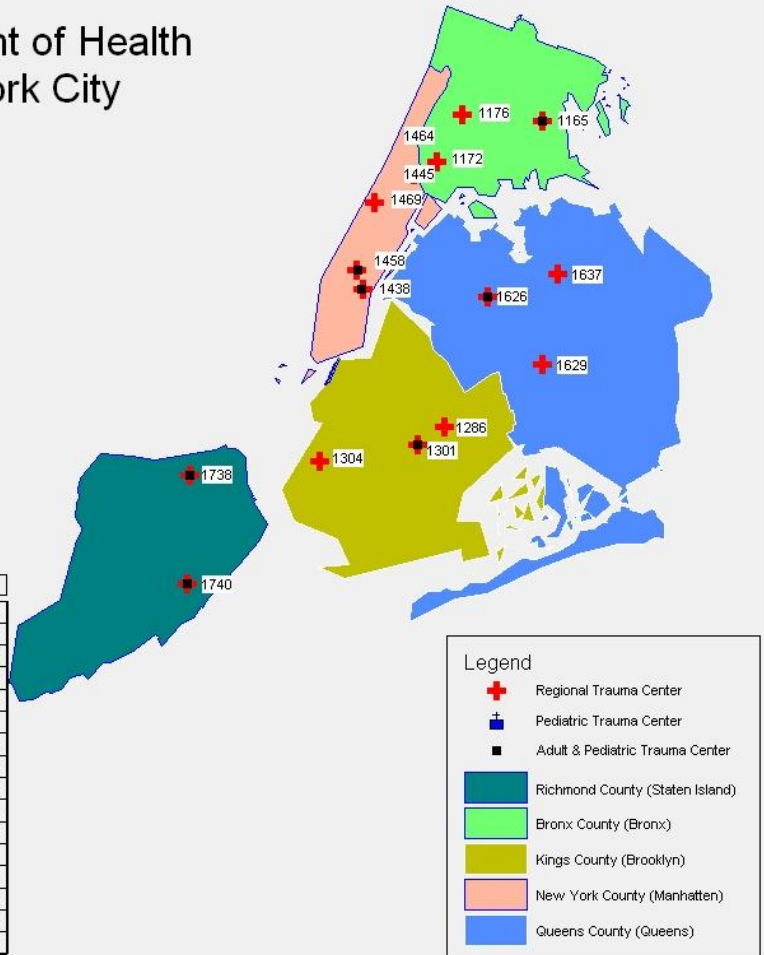 nt of Health
ork City
1176
1165
1464
1172
1445
1469
1458
1438
1637
1626
1629
1286
1301
1304
1738
1740
Legend
Regional Trauma Center
Pediatric Trauma Center
Adult & Pediatric Trauma Center
Richmond County (Staten Island)
Bronx County (Bronx)
Kings County (Brooklyn)
New York County (Manhatten)
Queens County (Queens)